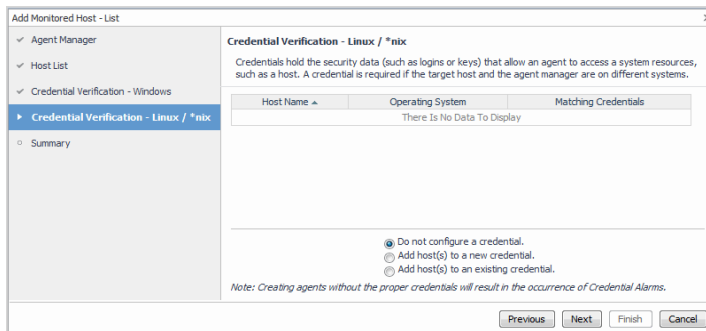 Add Monitored Host - List
Agent Manager
Host List
Credential Verification - Windows
Credential Verification - Linux / *nix
Summary
Credential Verification - Linux / *nix
Credentials hold the security data (such as logins or keys) that allow an agent to access a system resources,
such as a host. A credential is required if the target host and the agent manager are on different systems.
Host Name Operating System Matching Credentials
There Is No Data To Display
Do not configure a credential.
Add host(s) to a new credential.
Add host(s) to an existing credential.
Note: Creating agents without the proper credentials will result in the occurrence of Credential Alarms.
Previous Next Finish Cancel